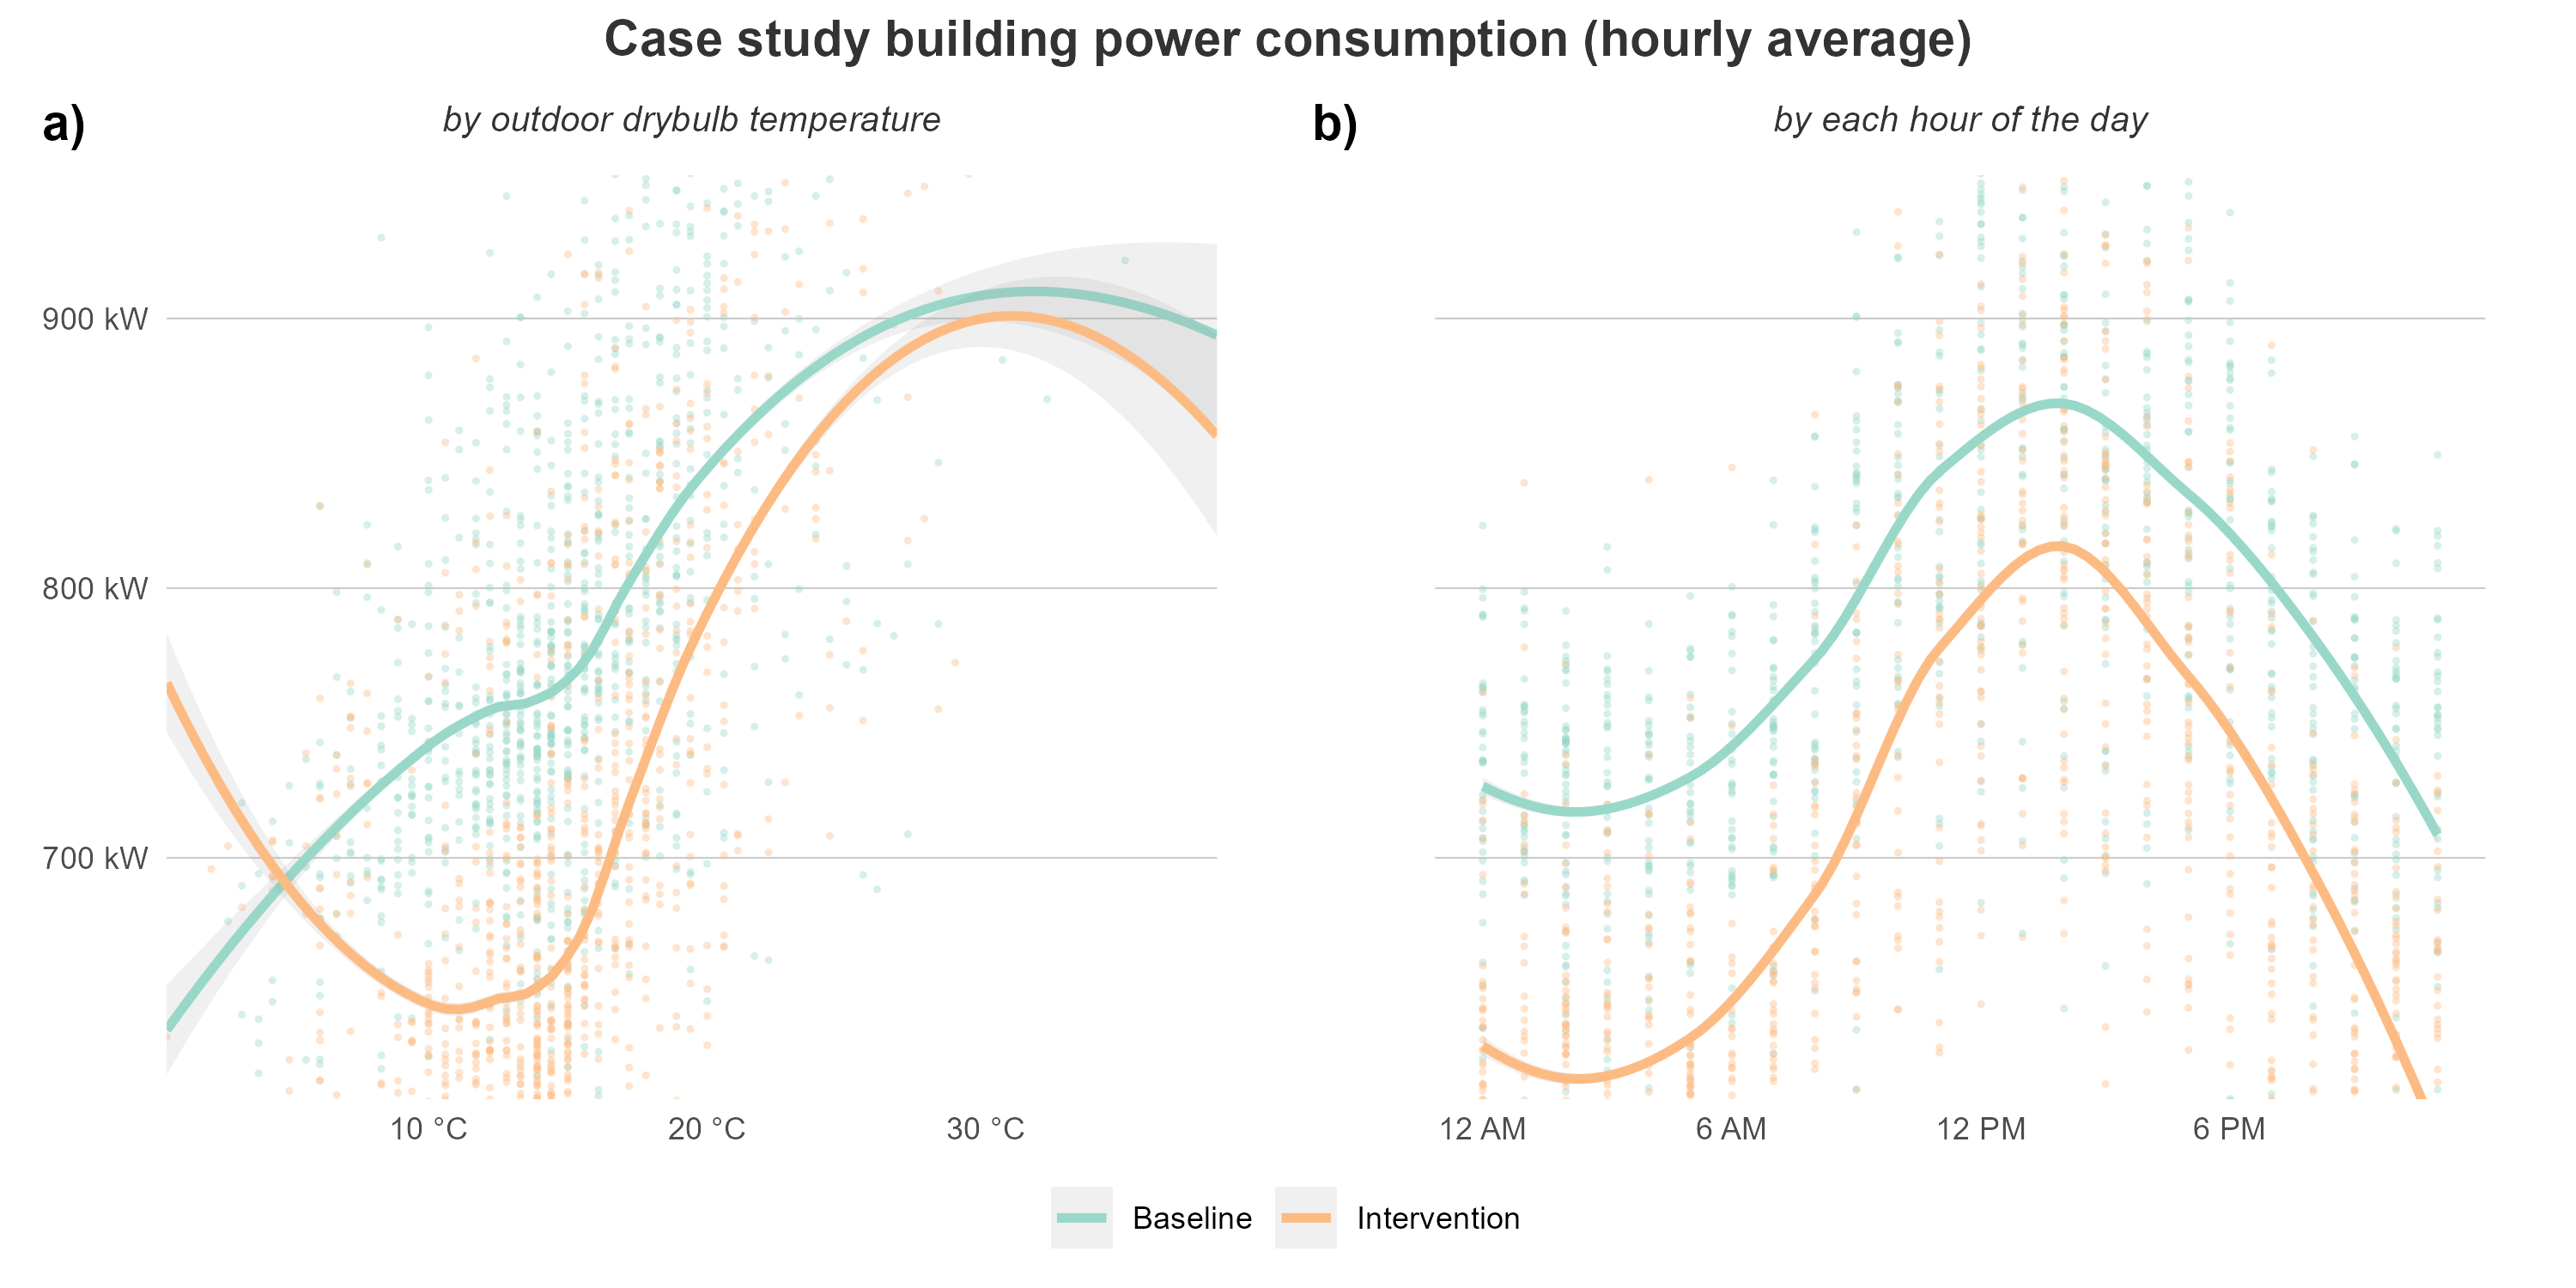 Case study building power consumption (hourly average)
a)
by outdoor drybulb temperature
900 kW
800 kW
700 kW
10 °C 20 °C 30 °C
b)
by each hour of the day
12 AM 6 AM 12 PM 6 PM
Baseline Intervention